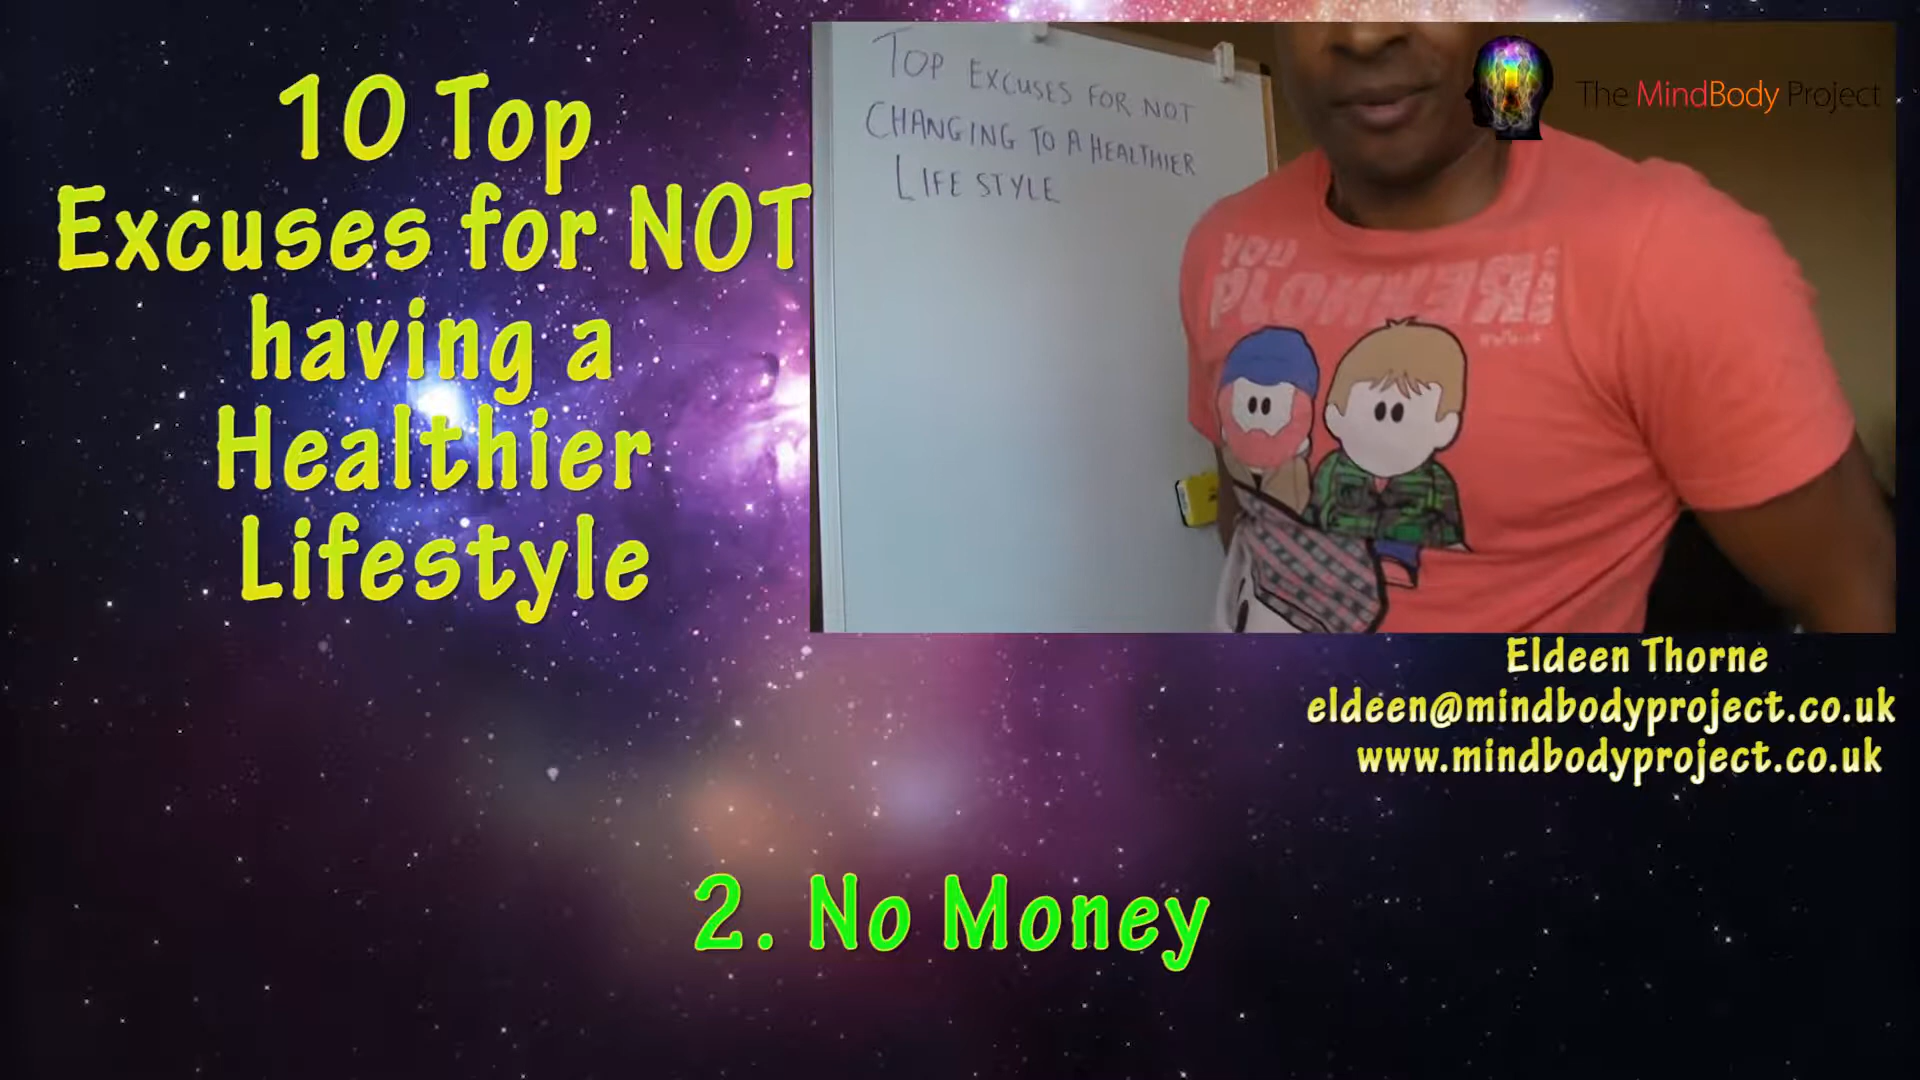 10 Top
Excuses for NOT
having a
Healthier
Lifestyle
TOP EXCUSES FOR NOT
CHANGING TO A HEALTHIER
LIFE STYLE
The MindBody Project
YOU
PLONKER!
Eldeen Thorne
eldeen@mindbodyproject.co.uk
www.mindbodyproject.co.uk
2. No Money